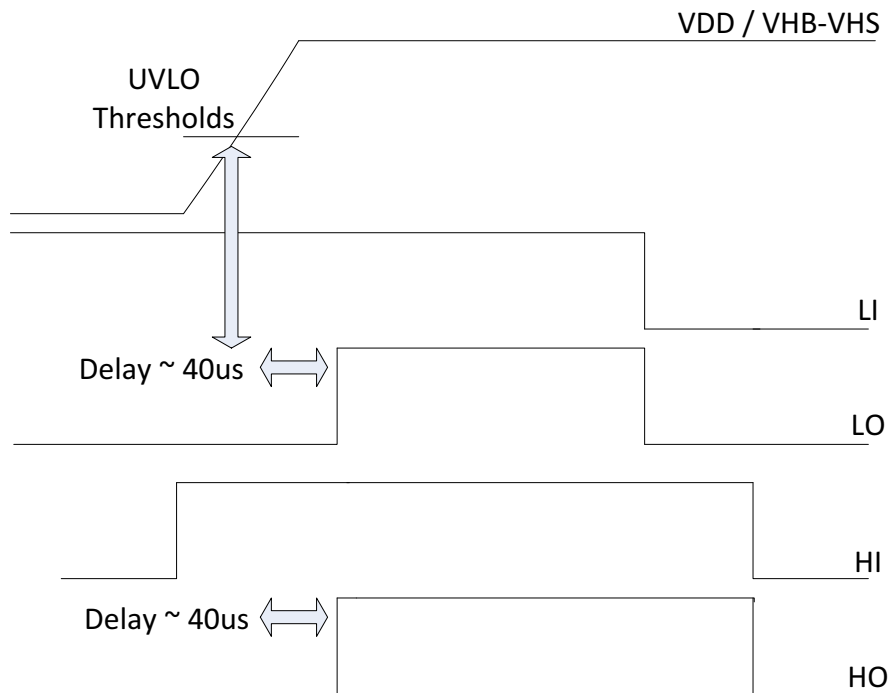 VDD / VHB-VHS
UVLO
Thresholds
LI
Delay ~ 40us
LO
HI
Delay ~ 40us
HO